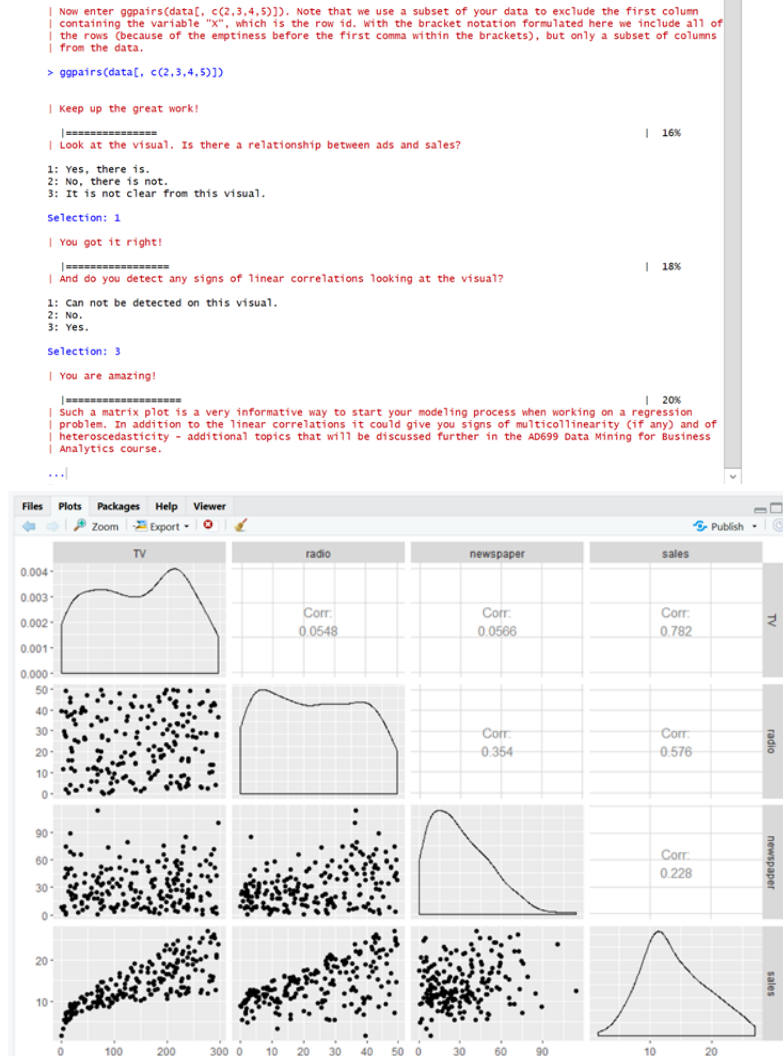 | Now enter ggpairs(data[, c(2,3,4,5)]). Note that we use a subset of your data to exclude the first column
| containing the variable "X", which is the row id. With the bracket notation formulated here we include all of
| the rows (because of the emptiness before the first comma within the brackets), but only a subset of columns
| from the data.
> ggpairs(data[, c(2,3,4,5)])
| Keep up the great work!
|=============== | 16%
| Look at the visual. Is there a relationship between ads and sales?
1: Yes, there is.
2: No, there is not.
3: It is not clear from this visual.
Selection: 1
| You got it right!
|================= | 18%
| And do you detect any signs of linear correlations looking at the visual?
1: Can not be detected on this visual.
2: No.
3: Yes.
Selection: 3
| You are amazing!
|=================== | 20%
| Such a matrix plot is a very informative way to start your modeling process when working on a regression
| problem. In addition to the linear correlations it could give you signs of multicollinearity (if any) and of
| heteroscedasticity - additional topics that will be discussed further in the AD699 Data Mining for Business
| Analytics course.
...
Files Plots Packages Help Viewer
Zoom Export Publish
TV radio newspaper sales
0.004
0.003
0.002
0.001
0.000
Corr:
0.0548
Corr:
0.0566
Corr:
0.782
TV
50
40
30
20
10
0
Corr:
0.354
Corr:
0.576
radio
90
60
30
0
Corr:
0.228
newspaper
20
10
sales
0 100 200 300 0 10 20 30 40 50 0 30 60 90 10 20